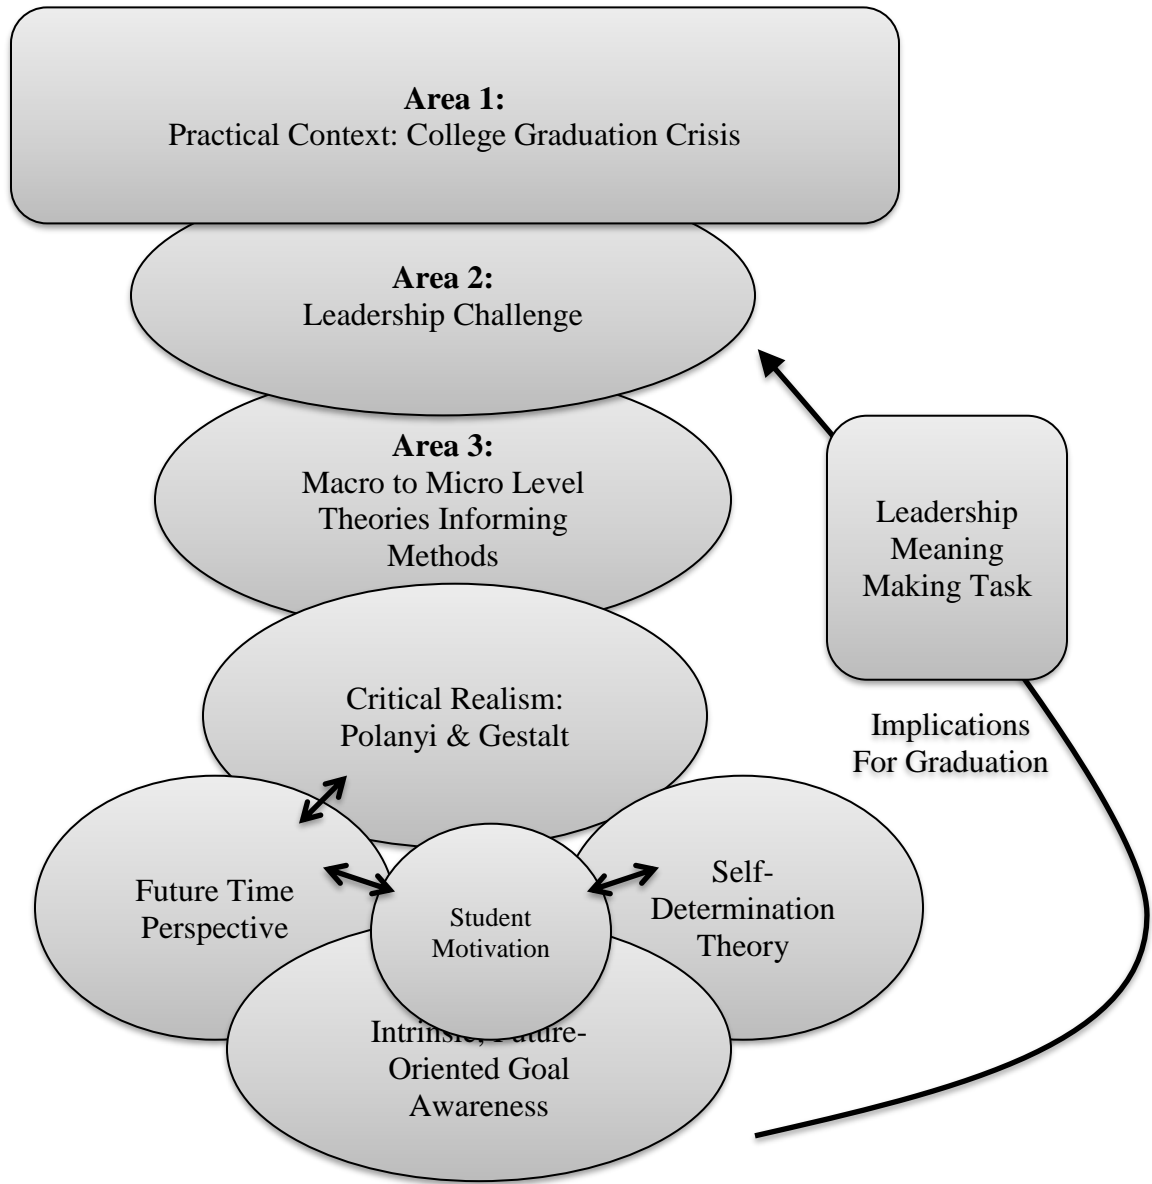 Area 1:
Practical Context: College Graduation Crisis
Area 2:
Leadership Challenge
Area 3:
Macro to Micro Level
Theories Informing
Methods
Leadership
Meaning
Making Task
Critical Realism:
Polanyi & Gestalt
Implications
For Graduation
Future Time
Perspective
Student
Motivation
Self-
Determination
Theory
Intrinsic, Future-
Oriented Goal
Awareness